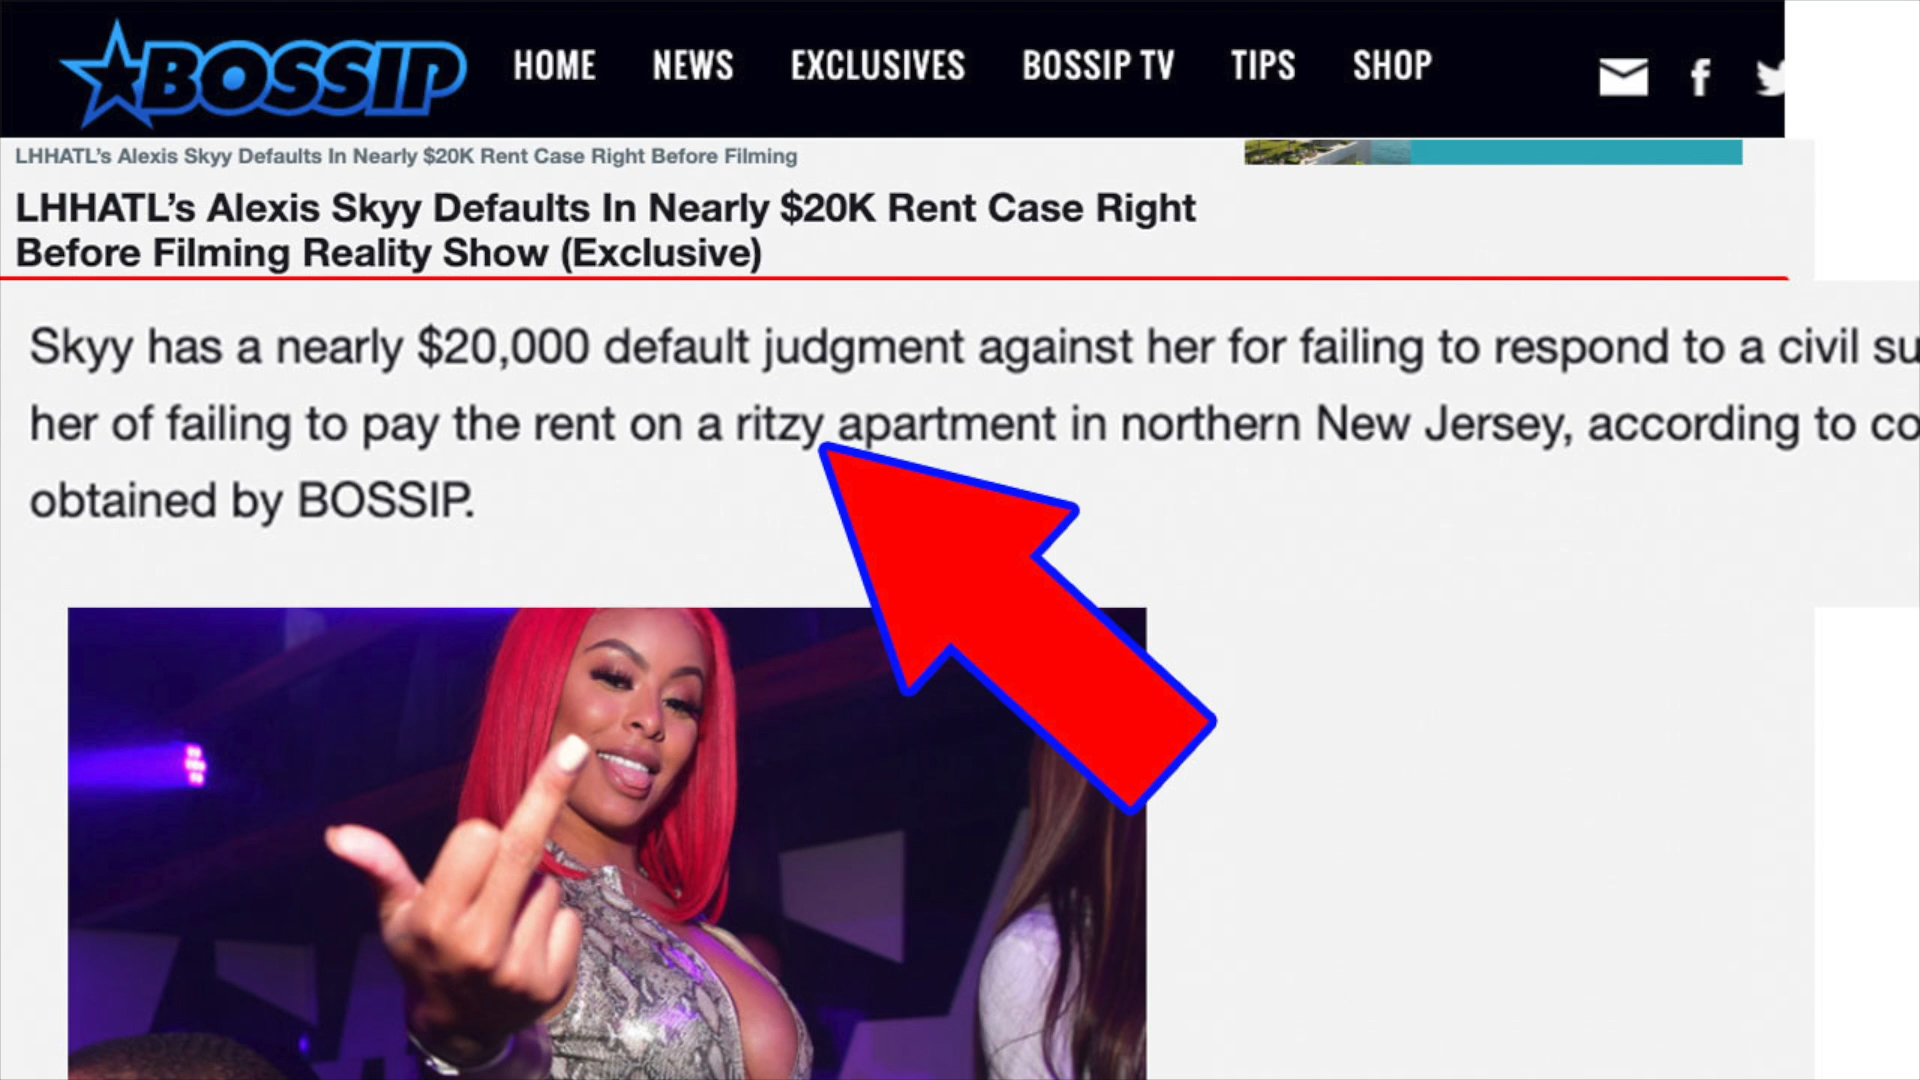 BOSSIP HOME NEWS EXCLUSIVES BOSSIP TV TIPS SHOP
LHHATL's Alexis Skyy Defaults In Nearly $20K Rent Case Right Before Filming
LHHATL's Alexis Skyy Defaults In Nearly $20K Rent Case Right
Before Filming Reality Show (Exclusive)
Skyy has a nearly $20,000 default judgment against her for failing to respond to a civil su
her of failing to pay the rent on a ritzy apartment in northern New Jersey, according to co
obtained by BOSSIP.